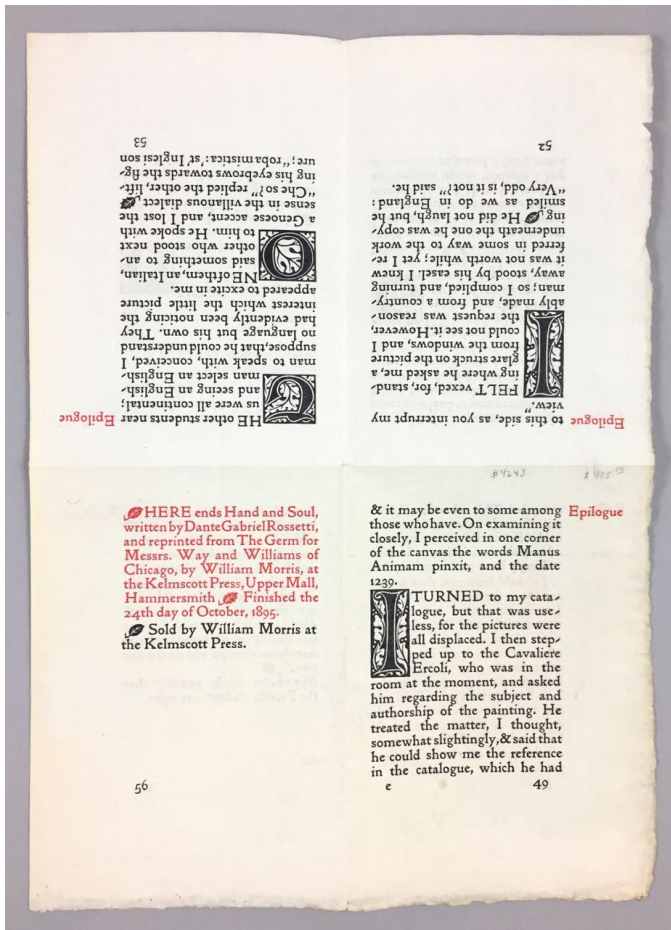 & it may be even to some among
those who have. On examining it
closely, I perceived in one corner
of the canvas the words Manus
Animam pinxit, and the date
1239.
I TURNED to my cata-
logue, but that was use-
less, for the pictures were
all displaced. I then step-
ped up to the Cavaliere
Ercoli, who was in the
room at the moment, and asked
him regarding the subject and
authorship of the painting. He
treated the matter, I thought,
somewhat slightingly, & said that
he could show me the reference
in the catalogue, which he had
Epilogue
e 49
#4243
Epilogue
to this side, as you interrupt my
view."
I FELT vexed, for, stand-
ing where he asked me, a
glare struck on the picture
from the windows, and I
could not see it. However,
the request was reason-
ably made, and from a country-
man; so I complied, and turning
away, stood by his easel. I knew
it was not worth while; yet I re-
ferred in some way to the work
underneath the one he was copy-
ing. He did not laugh, but he
smiled as we do in England:
"Very odd, is it not?" said he.
52
THE other students near
us were all continental;
and seeing an English-
man select an English-
man to speak with, conceived, I
suppose, that he could understand
no language but his own. They
had evidently been noticing the
interest which the little picture
appeared to excite in me.
ONE of them, an Italian,
said something to an-
other who stood next
to him. He spoke with
a Genoese accent, and I lost the
sense in the villanous dialect
"Che so?" replied the other, lift-
ing his eyebrows towards the fig-
ure; "roba mistica: 'st' Inglesi son
Epilogue
53
HERE ends Hand and Soul,
written by Dante Gabriel Rossetti,
and reprinted from The Germ for
Messrs. Way and Williams of
Chicago, by William Morris, at
the Kelmscott Press, Upper Mall,
Hammersmith Finished the
24th day of October, 1895.
Sold by William Morris at
the Kelmscott Press.
56